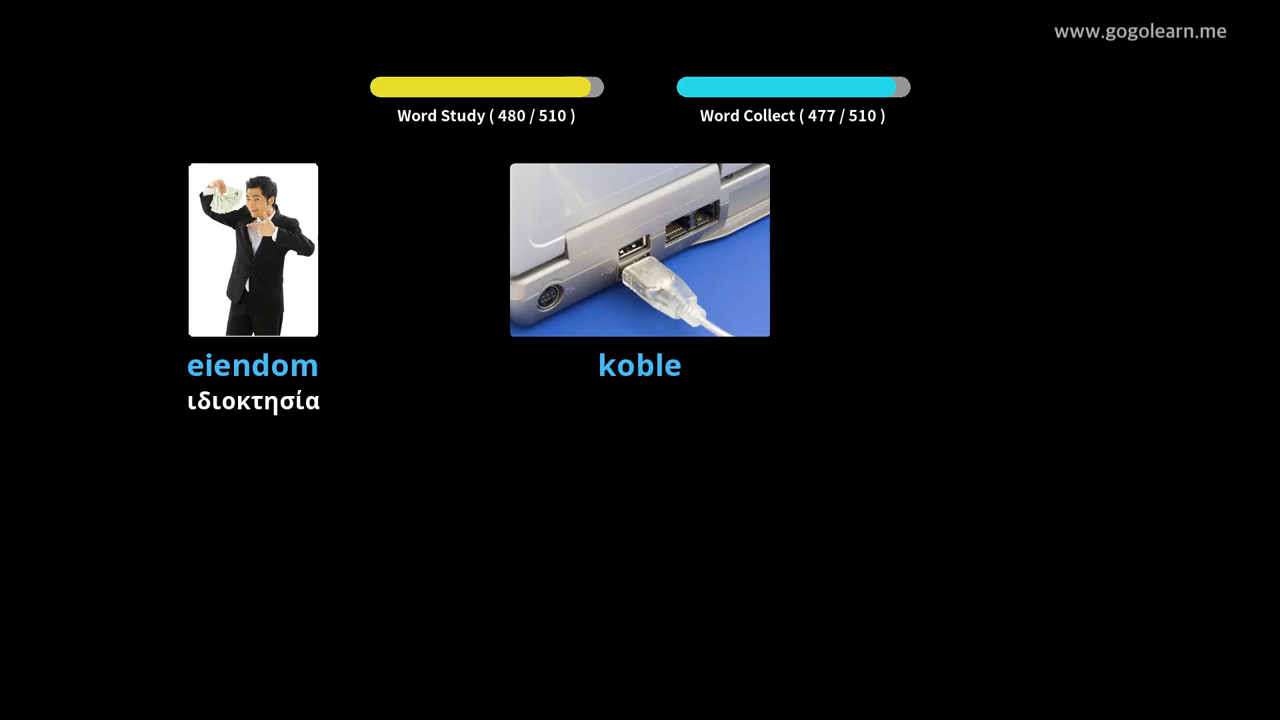 www.gogolearn.me
Word Study ( 480 / 510 )
Word Collect ( 477 / 510 )
eiendom
ιδιοκτησία
koble